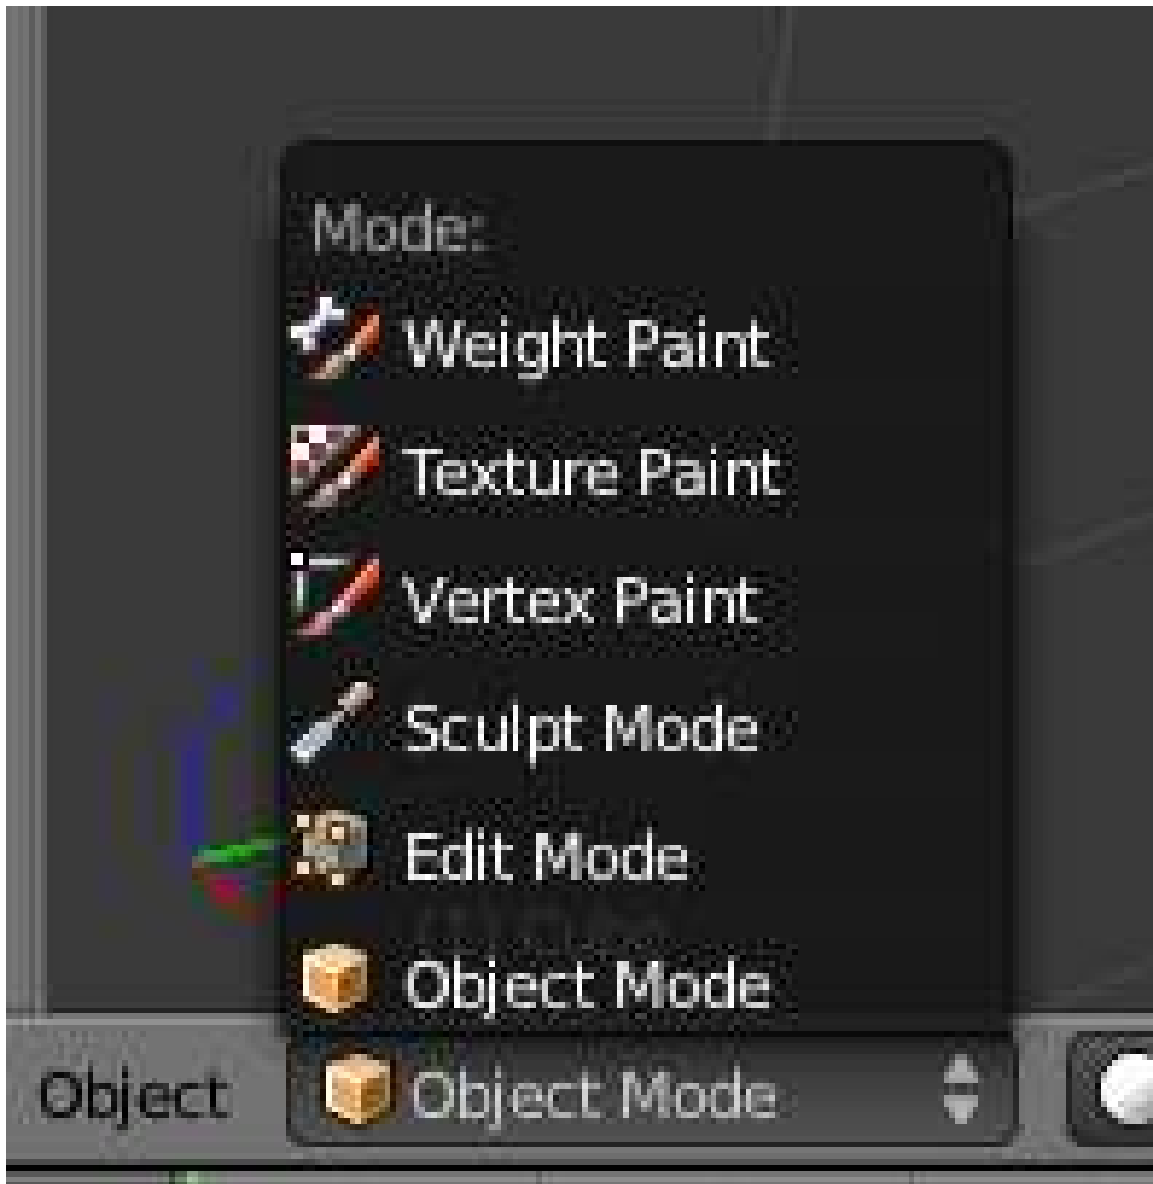 Mode:
Weight Paint
Texture Paint
Vertex Paint
Sculpt Mode
Edit Mode
Object Mode
Object Object Mode